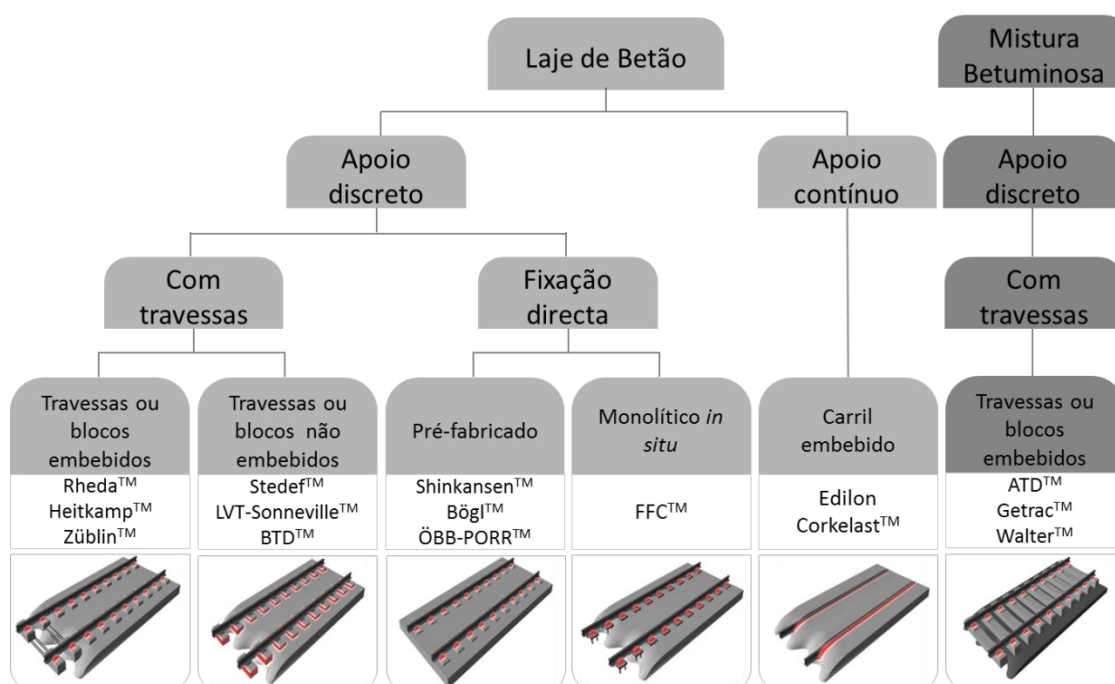 Laje de Betão
Mistura
Betuminosa
Apoio
discreto
Apoio
contínuo
Apoio
discreto
Com
travessas
Fixação
directa
Com
travessas
Travessas ou
blocos
embebidos
Travessas ou
blocos não
embebidos
Pré-fabricado
Monolítico in
situ
Carril
embebido
Travessas ou
blocos
embebidos
Rheda™
Heitkamp™
Züblin™
Stedef™
LVT-Sonneville™
BTD™
Shinkansen™
Bögl™
ÖBB-PORR™
FFC™
Edilon
Corkelast™
ATD™
Getrac™
Walter™